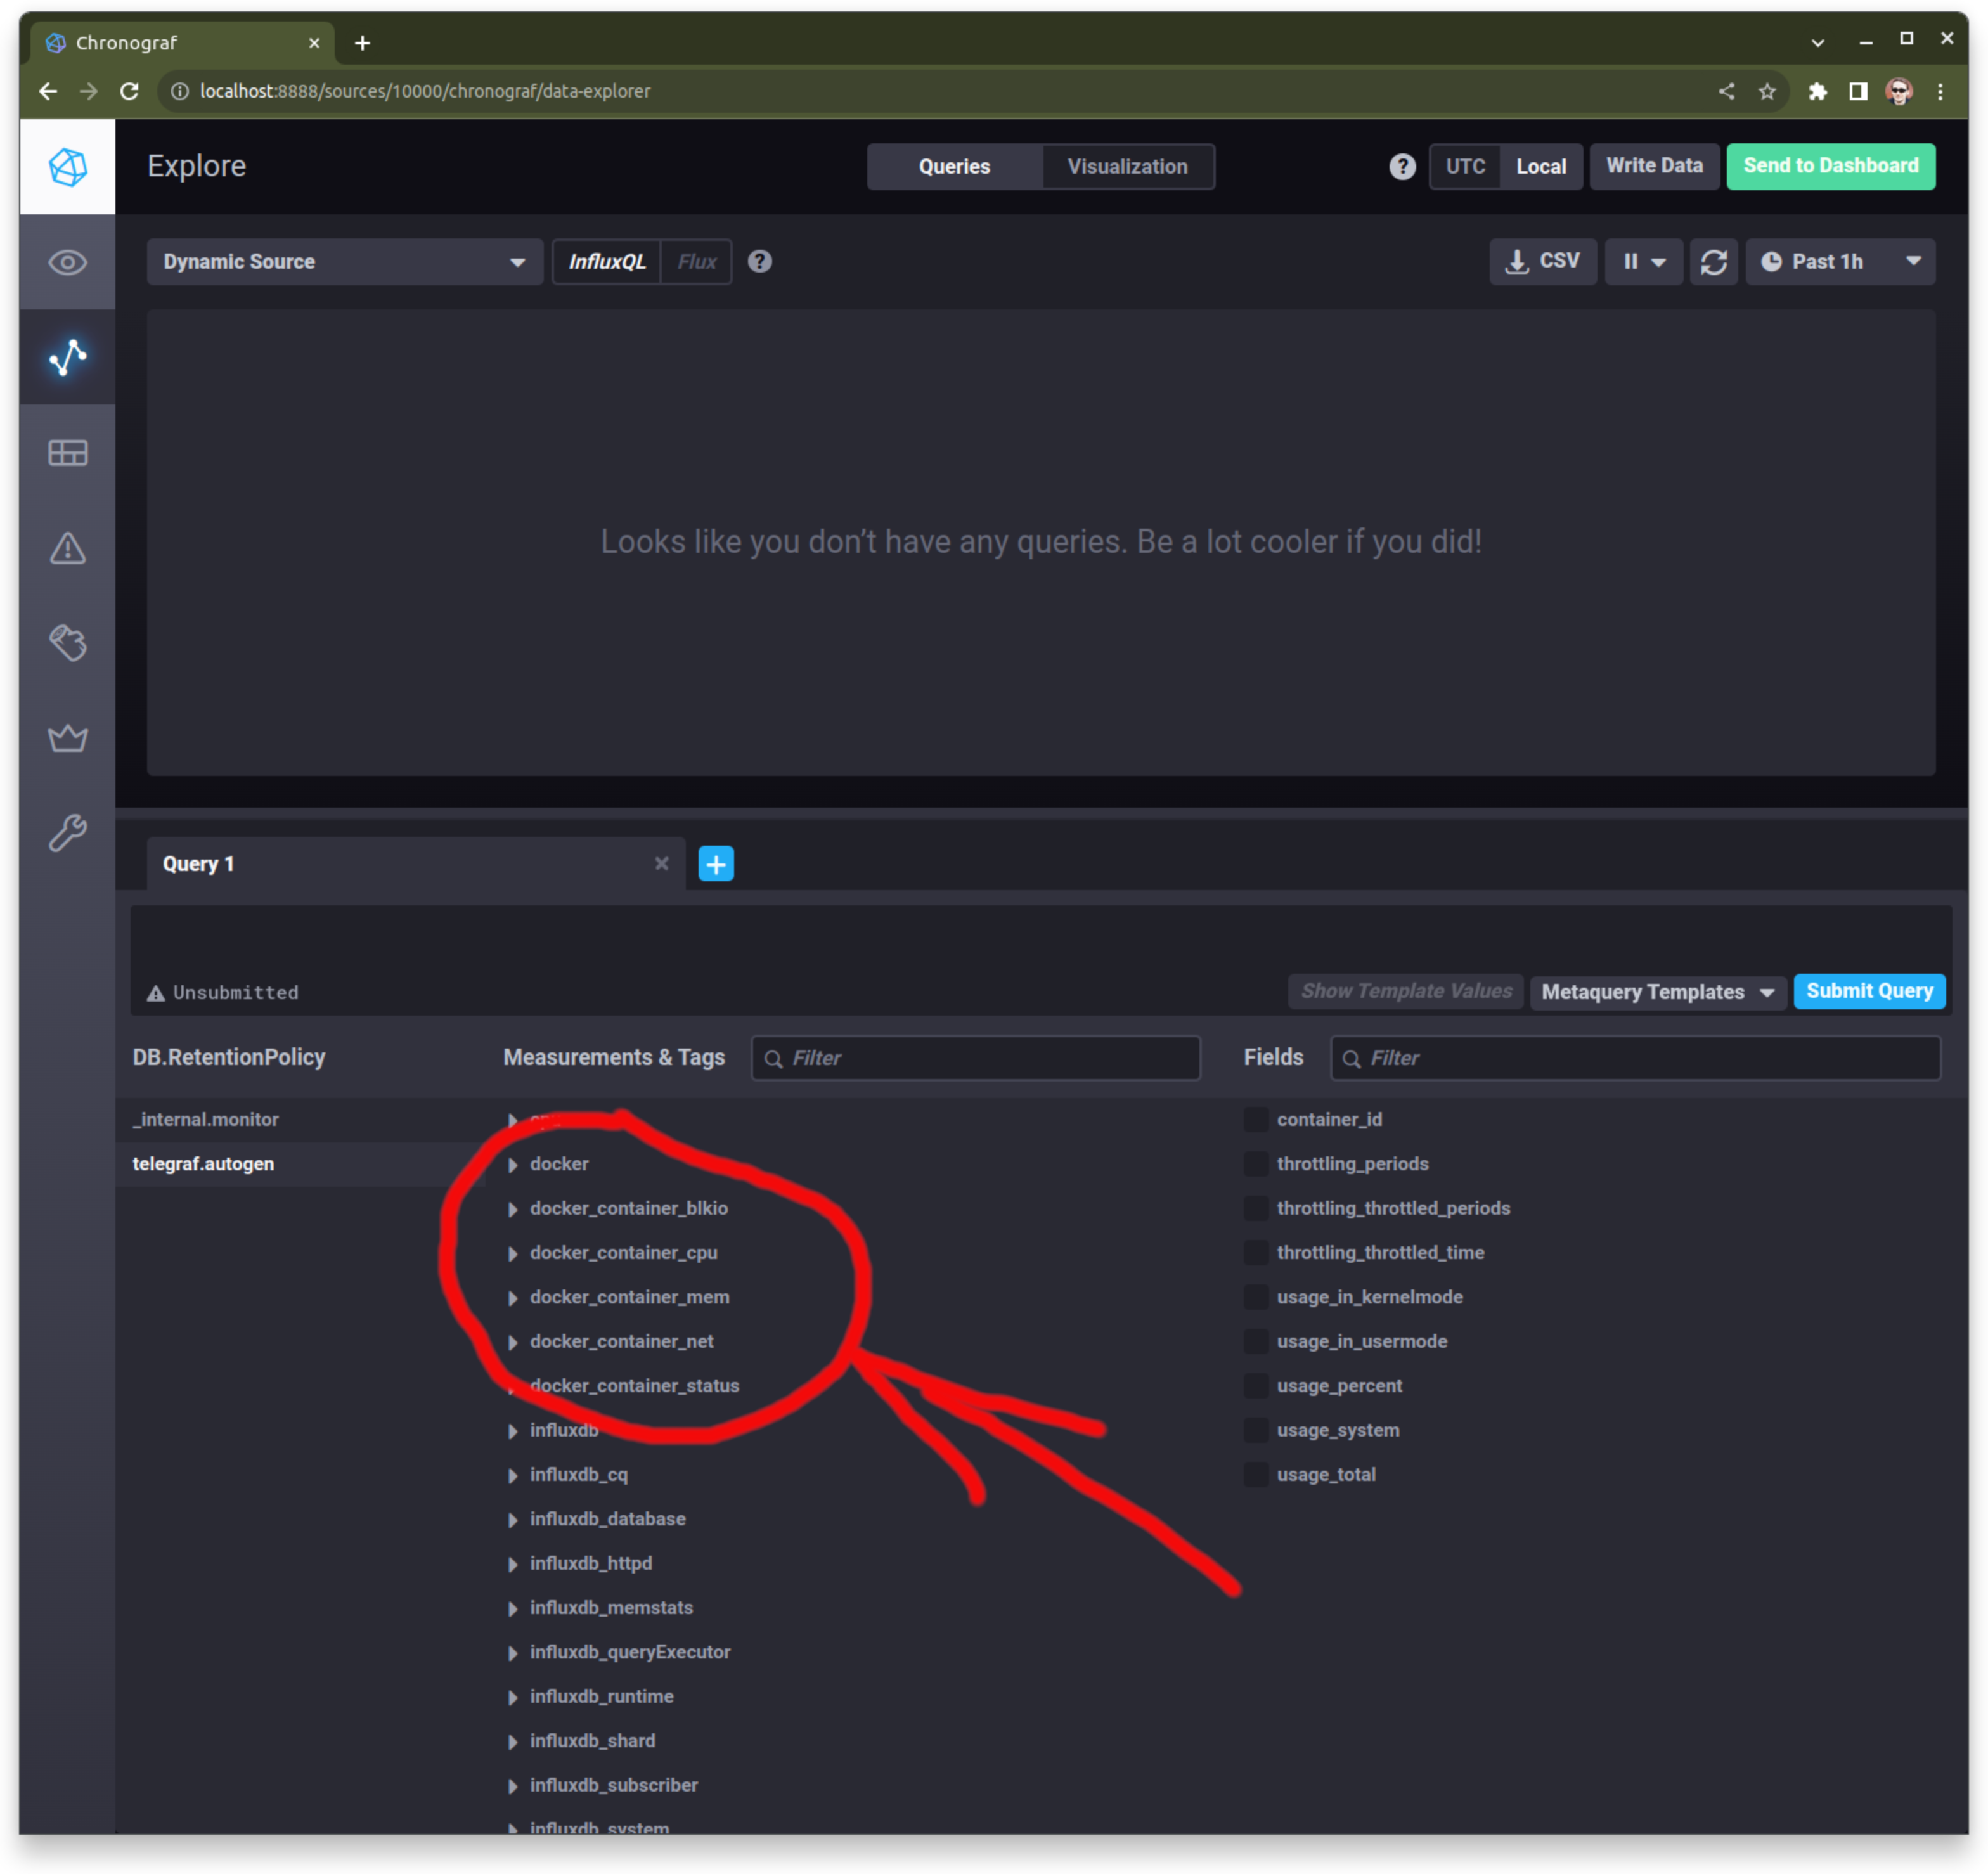 Chronograf
localhost:8888/sources/10000/chronograf/data-explorer
Explore
Queries Visualization
UTC Local Write Data Send to Dashboard
Dynamic Source InfluxQL Flux
CSV Past 1h
Looks like you don't have any queries. Be a lot cooler if you did!
Query 1
Unsubmitted
Show Template Values Metaquery Templates Submit Query
DB.RetentionPolicy
_internal.monitor
telegraf.autogen
Measurements & Tags Filter
cpu
docker
docker_container_blkio
docker_container_cpu
docker_container_mem
docker_container_net
docker_container_status
influxdb
influxdb_cq
influxdb_database
influxdb_httpd
influxdb_memstats
influxdb_queryExecutor
influxdb_runtime
influxdb_shard
influxdb_subscriber
influxdb_system
Fields Filter
container_id
throttling_periods
throttling_throttled_periods
throttling_throttled_time
usage_in_kernelmode
usage_in_usermode
usage_percent
usage_system
usage_total